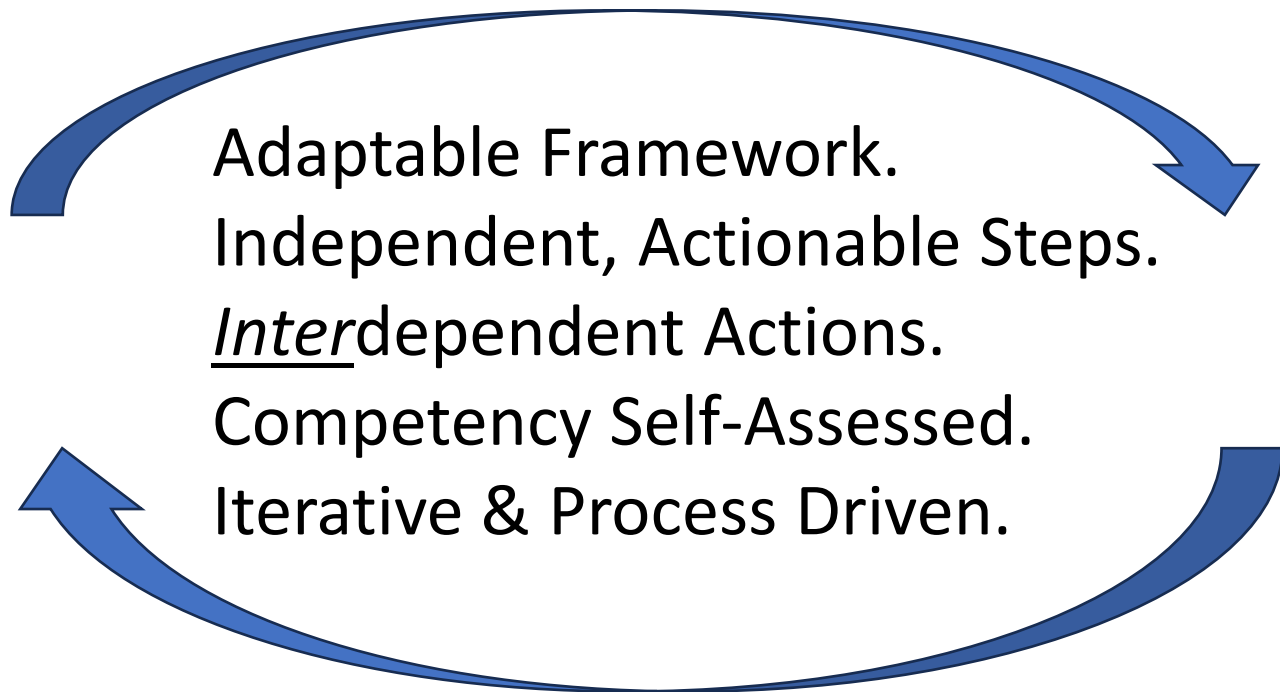 Adaptable Framework.
Independent, Actionable Steps.
Interdependent Actions.
Competency Self-Assessed.
Iterative & Process Driven.